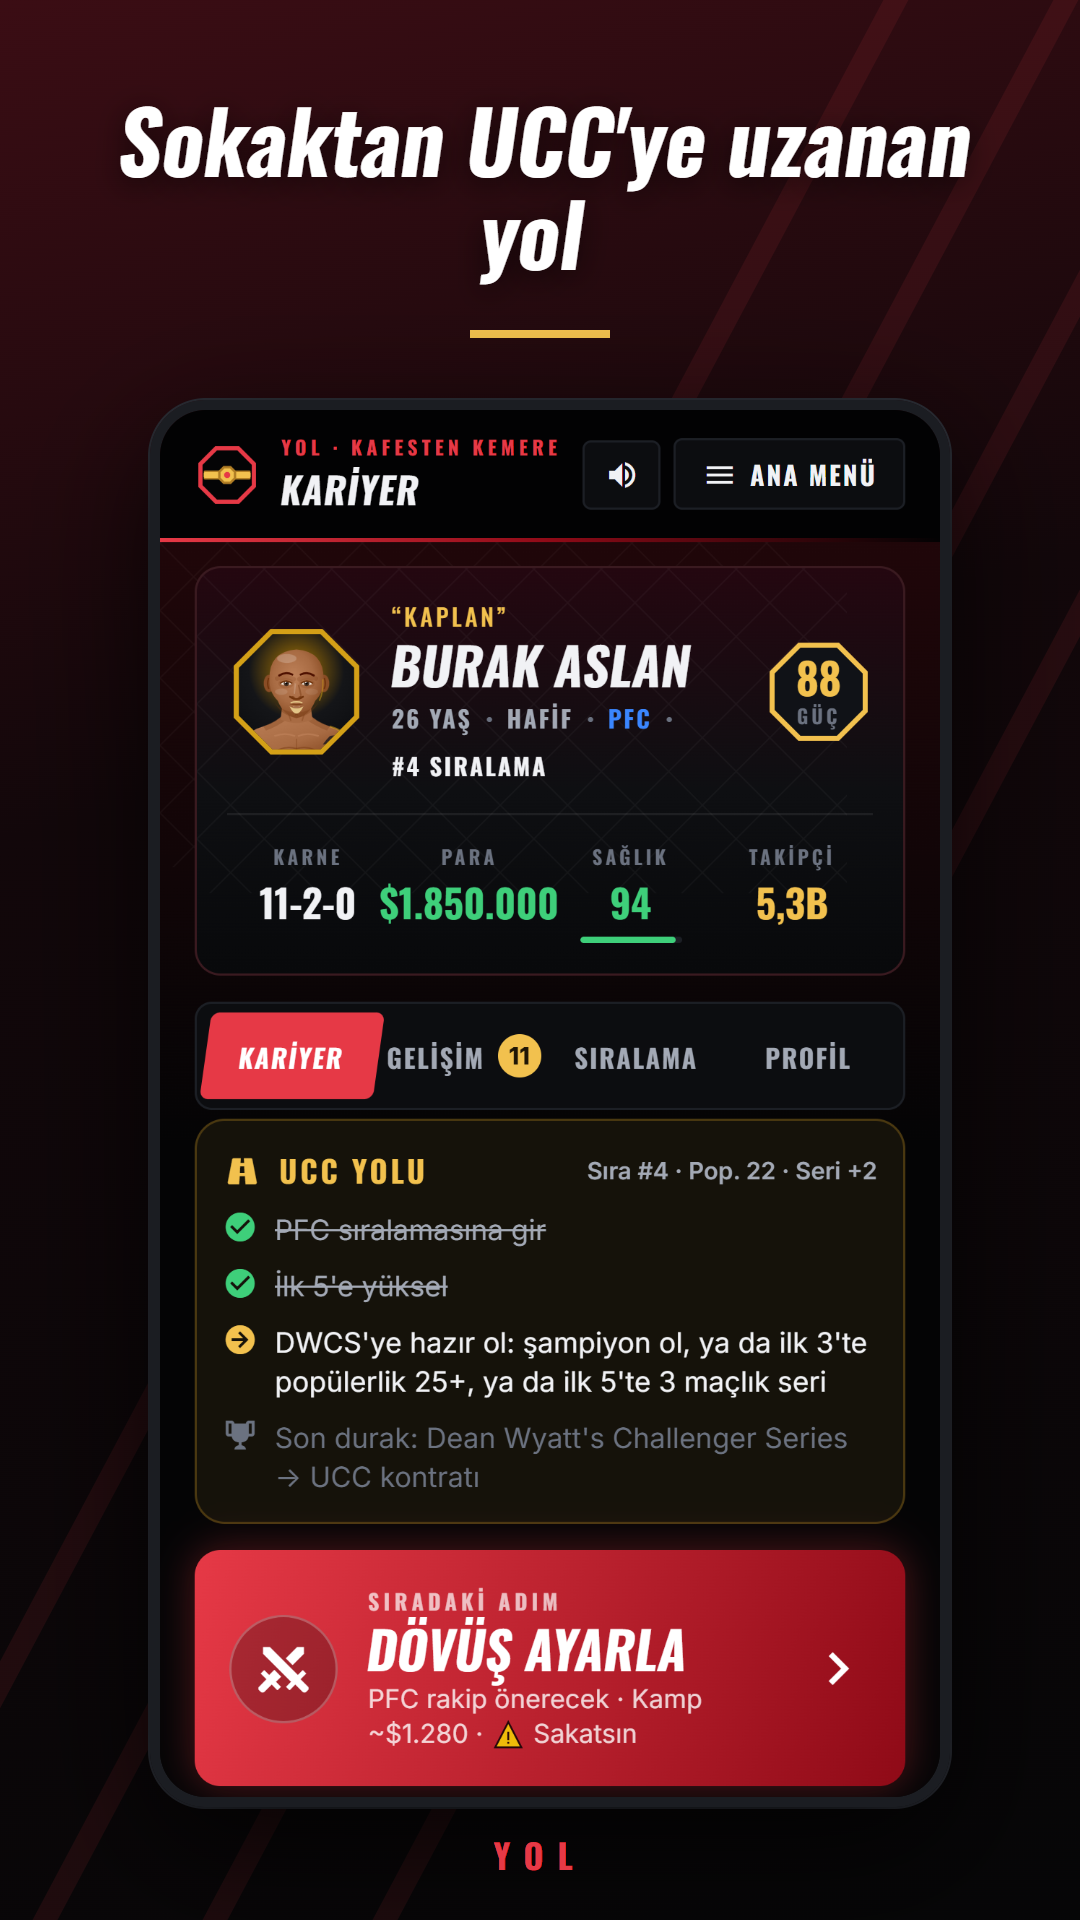 Sokaktan UCC'ye uzanan
yol
YOL · KAFESTEN KEMERE
KARİYER
ANA MENÜ
“KAPLAN”
BURAK ASLAN
26 YAŞ · HAFİF · PFC ·
#4 SIRALAMA
88
GÜÇ
KARNE PARA SAĞLIK TAKİPÇİ
11-2-0 $1.850.000 94 5,3B
KARİYER GELİŞİM 11 SIRALAMA PROFİL
UCC YOLU Sıra #4 · Pop. 22 · Seri +2
PFC sıralamasına gir
İlk 5'e yüksel
DWCS'ye hazır ol: şampiyon ol, ya da ilk 3'te
popülerlik 25+, ya da ilk 5'te 3 maçlık seri
Son durak: Dean Wyatt's Challenger Series
→ UCC kontratı
SIRADAKİ ADIM
DÖVÜŞ AYARLA
PFC rakip önerecek · Kamp
~$1.280 · ⚠ Sakatsın
YOL